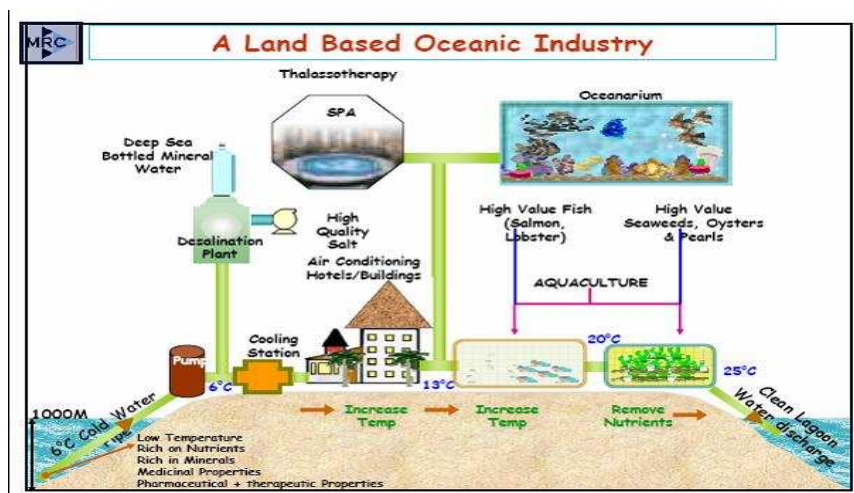 MRC
A Land Based Oceanic Industry
Thalassotherapy
SPA
Oceanarium
Deep Sea
Bottled Mineral
Water
Desalination
Plant
High
Quality
Salt
High Value Fish
(Salmon,
Lobster)
High Value
Seaweeds, Oysters
& Pearls
Air Conditioning
Hotels/Buildings
AQUACULTURE
Pump
Cooling
Station
6°C
13°C
20°C
25°C
1000M
6°C Cold Water
Pipe
Increase
Temp
Increase
Temp
Remove
Nutrients
Clean Lagoon
Water discharge
Low Temperature
Rich on Nutrients
Rich in Minerals
Medicinal Properties
Pharmaceutical + therapeutic Properties